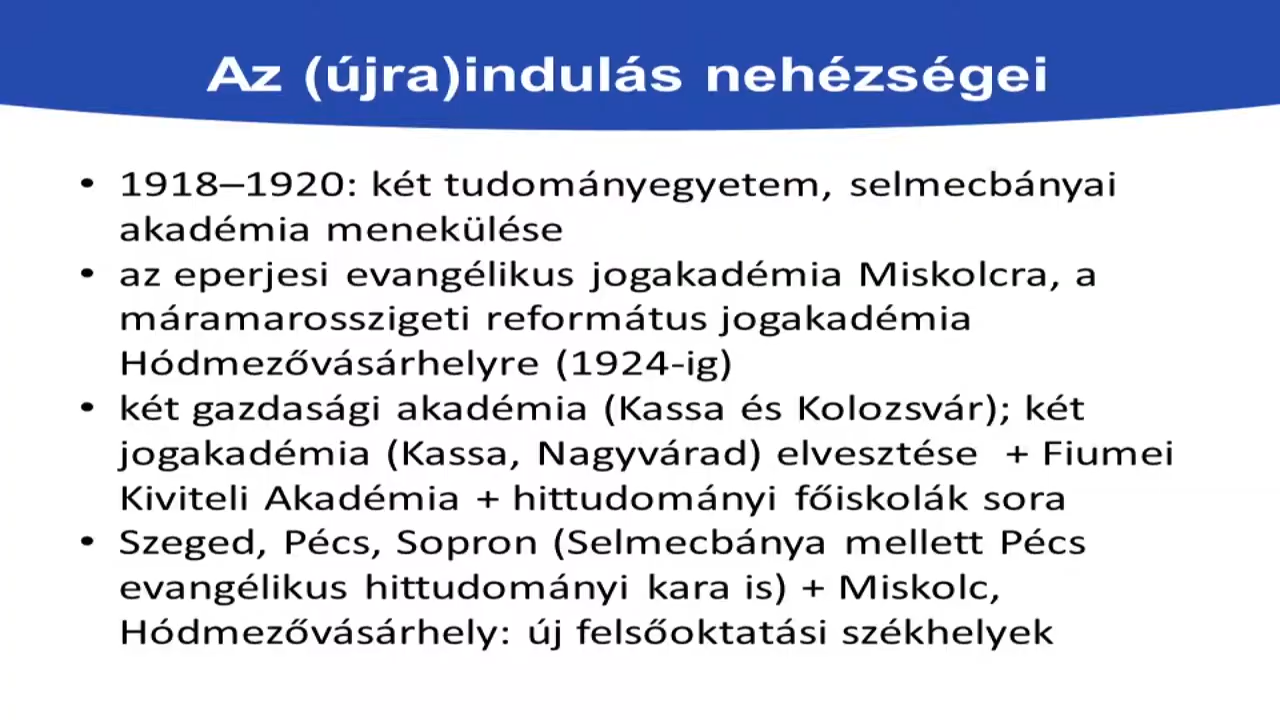 Az (újra)indulás nehézségei
• 1918–1920: két tudományegyetem, selmecbányai
akadémia menekülése
• az eperjesi evangélikus jogakadémia Miskolcra, a
máramarosszigeti református jogakadémia
Hódmezővásárhelyre (1924-ig)
• két gazdasági akadémia (Kassa és Kolozsvár); két
jogakadémia (Kassa, Nagyvárad) elvesztése + Fiumei
Kiviteli Akadémia + hittudományi főiskolák sora
• Szeged, Pécs, Sopron (Selmecbánya mellett Pécs
evangélikus hittudományi kara is) + Miskolc,
Hódmezővásárhely: új felsőoktatási székhelyek